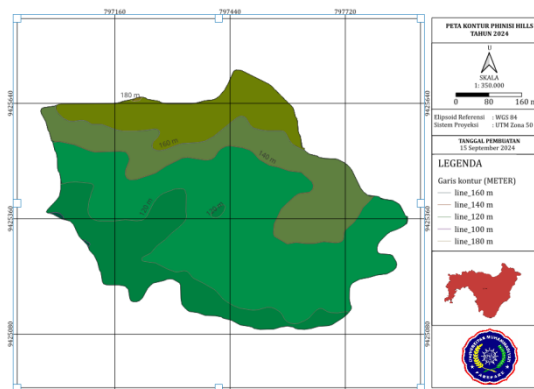 797160
797440
797720
9425640
9425360
9425080
9425640
9425360
9425080
180 m
160 m
140 m
120 m
PETA KONTUR PHINISI HILLS
TAHUN 2024
U
SKALA
1: 350.000
0 80 160 m
Elipsoid Referensi : WGS 84
Sistem Proyeksi : UTM Zona 50
TANGGAL PEMBUATAN
15 September 2024
LEGENDA
Garis kontur (METER)
line_160 m
line_140 m
line_120 m
line_100 m
line_180 m